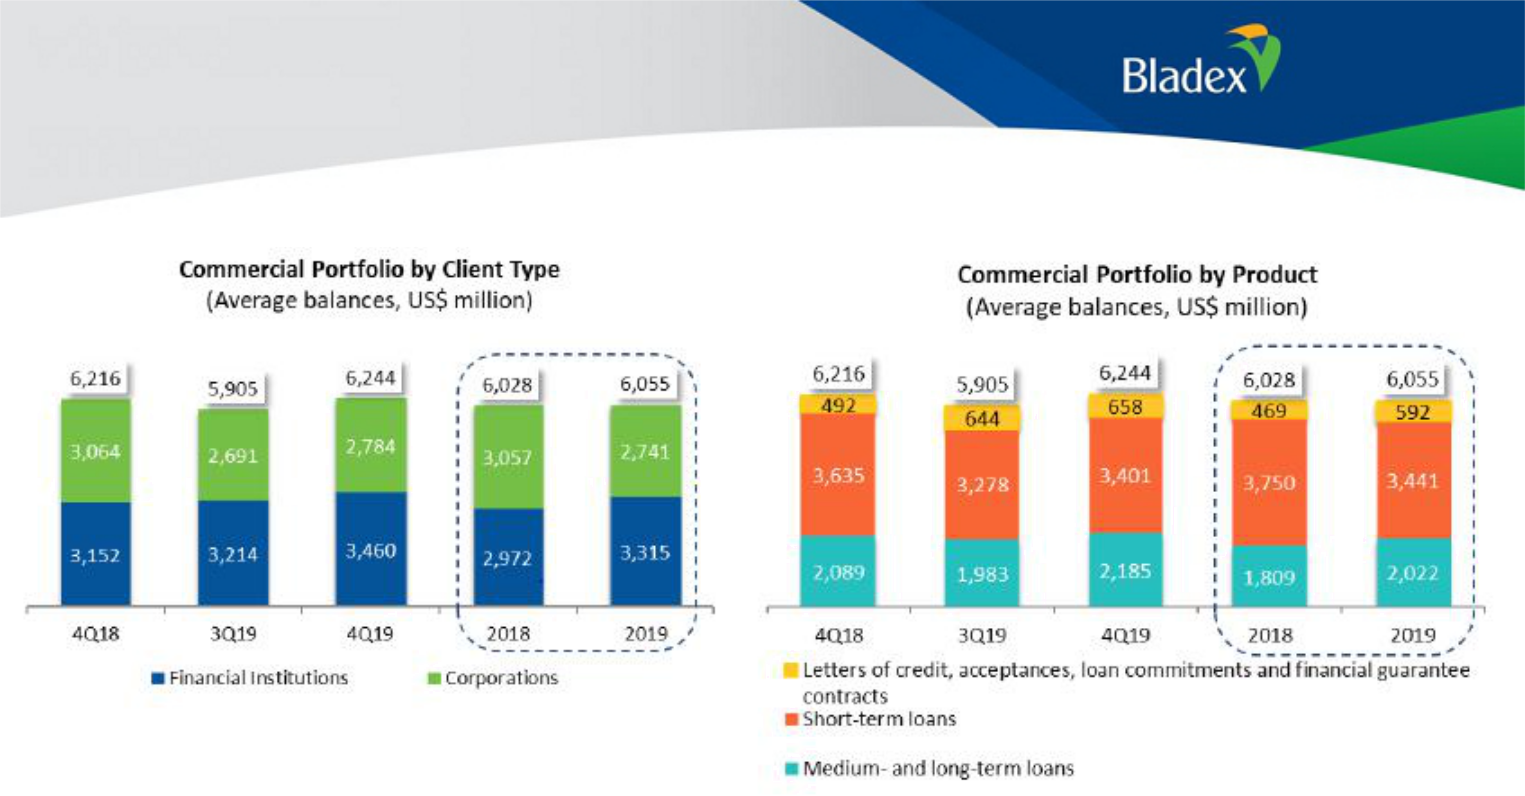 Bladex
Commercial Portfolio by Client Type
(Average balances, US$ million)
6,216
5,905
6,244
6,028
6,055
3,064
2,691
2,784
3,057
2,741
3,152
3,214
3,460
2,972
3,315
4Q18
3Q19
4Q19
2018
2019
Financial Institutions
Corporations
Commercial Portfolio by Product
(Average balances, US$ million)
6,216
5,905
6,244
6,028
6,055
492
644
658
469
592
3,635
3,278
3,401
3,750
3,441
2,089
1,983
2,185
1,809
2,022
4Q18
3Q19
4Q19
2018
2019
Letters of credit, acceptances, loan commitments and financial guarantee
contracts
Short-term loans
Medium- and long-term loans